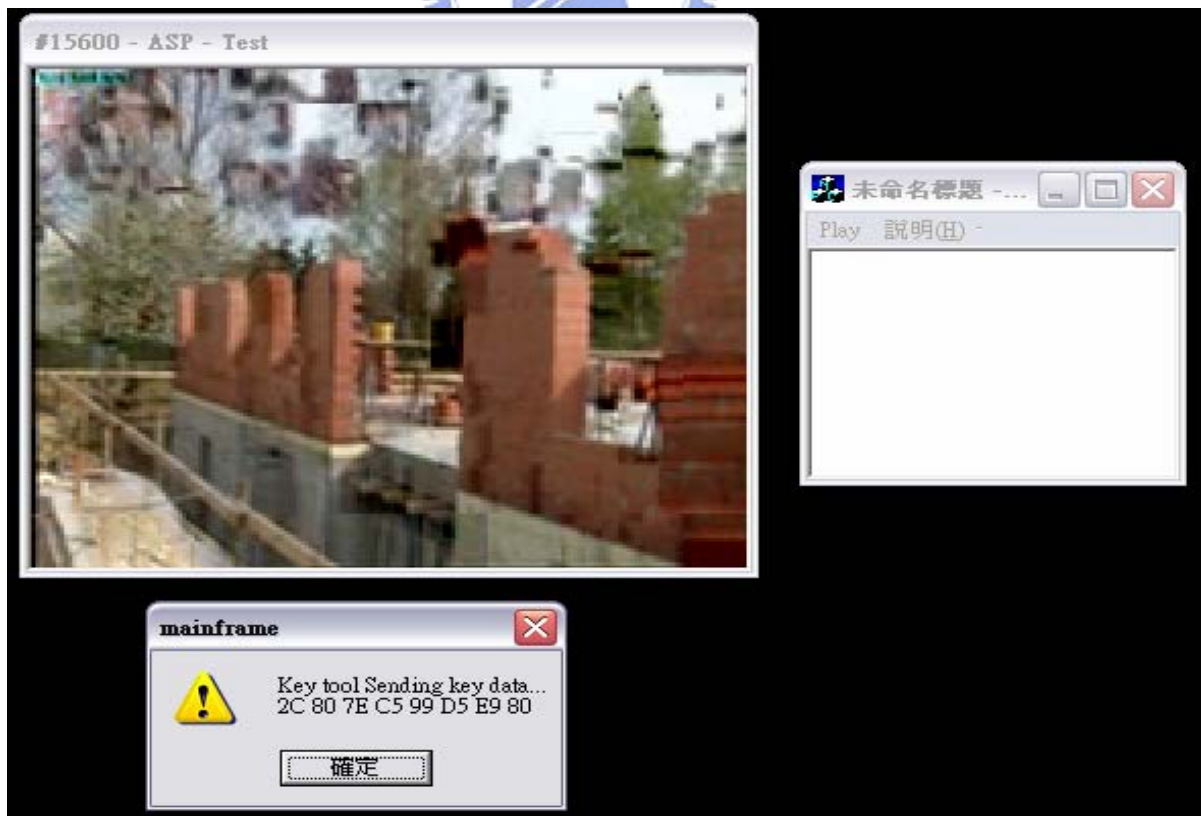 #15600 - ASP - Test
未命名標題 -...
Play 説明(H)
mainframe
Key tool Sending key data...
2C 80 7E C5 99 D5 E9 80
確定